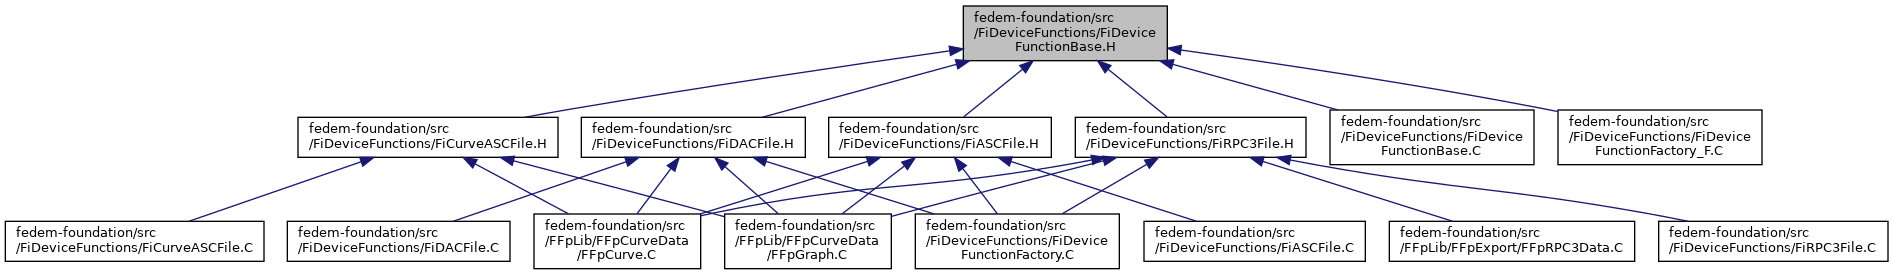 fedem-foundation/src
/FiDeviceFunctions/FiDevice
FunctionBase.H
fedem-foundation/src
/FiDeviceFunctions/FiCurveASCFile.H
fedem-foundation/src
/FiDeviceFunctions/FiDACFile.H
fedem-foundation/src
/FiDeviceFunctions/FiASCFile.H
fedem-foundation/src
/FiDeviceFunctions/FiRPC3File.H
fedem-foundation/src
/FiDeviceFunctions/FiDevice
FunctionBase.C
fedem-foundation/src
/FiDeviceFunctions/FiDevice
FunctionFactory_F.C
fedem-foundation/src
/FiDeviceFunctions/FiCurveASCFile.C
fedem-foundation/src
/FiDeviceFunctions/FiDACFile.C
fedem-foundation/src
/FFpLib/FFpCurveData
/FFpCurve.C
fedem-foundation/src
/FFpLib/FFpCurveData
/FFpGraph.C
fedem-foundation/src
/FiDeviceFunctions/FiDevice
FunctionFactory.C
fedem-foundation/src
/FiDeviceFunctions/FiASCFile.C
fedem-foundation/src
/FFpLib/FFpExport/FFpRPC3Data.C
fedem-foundation/src
/FiDeviceFunctions/FiRPC3File.C